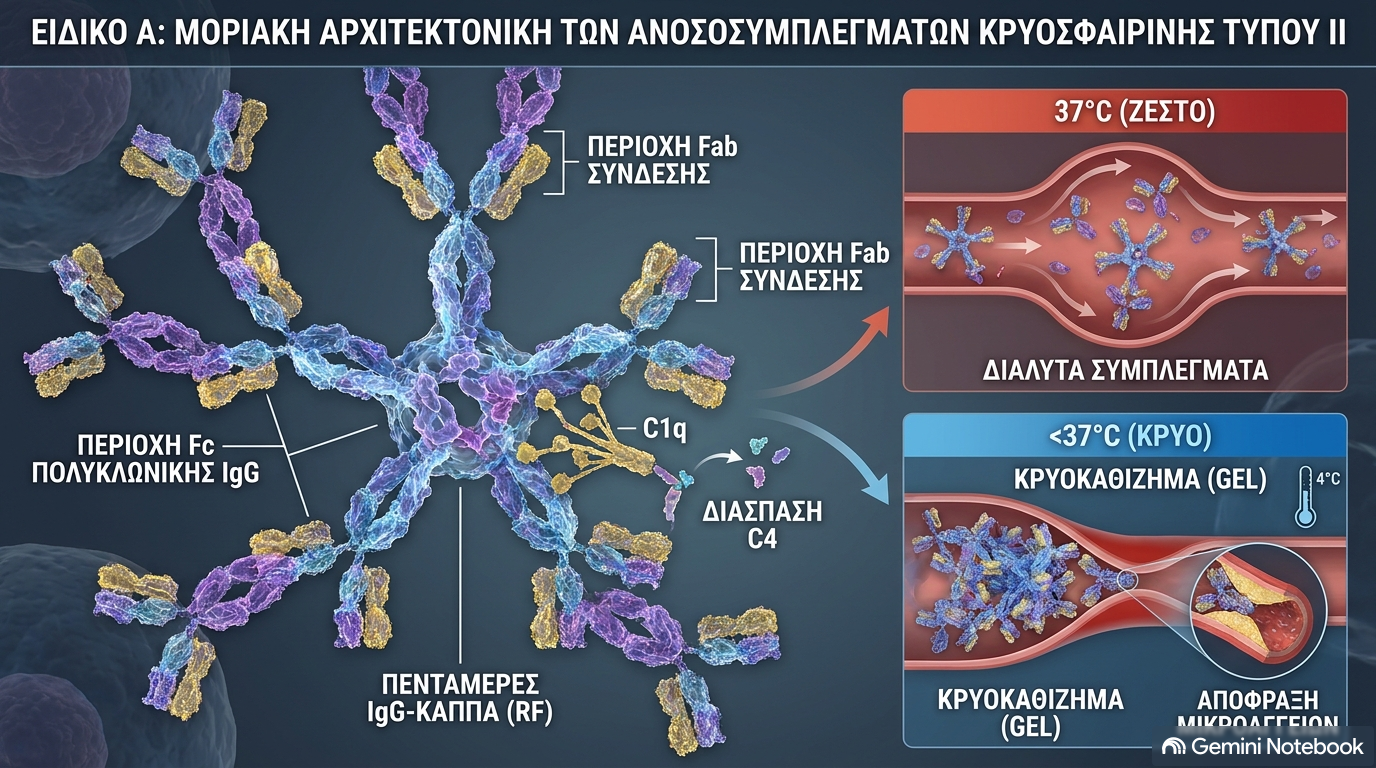 ΕΙΔΙΚΟ Α: ΜΟΡΙΑΚΗ ΑΡΧΙΤΕΚΤΟΝΙΚΗ ΤΩΝ ΑΝΟΣΟΣΥΜΠΛΕΓΜΑΤΩΝ ΚΡΥΟΣΦΑΙΡΙΝΗΣ ΤΥΠΟΥ ΙΙ
ΠΕΡΙΟΧΗ Fab
ΣΥΝΔΕΣΗΣ
ΠΕΡΙΟΧΗ Fab
ΣΥΝΔΕΣΗΣ
C1q
ΔΙΑΣΠΑΣΗ
C4
ΠΕΡΙΟΧΗ Fc
ΠΟΛΥΚΛΩΝΙΚΗΣ IgG
ΠΕΝΤΑΜΕΡΕΣ
IgG-ΚΑΠΠΑ (RF)
37°C (ΖΕΣΤΟ)
ΔΙΑΛΥΤΑ ΣΥΜΠΛΕΓΜΑΤΑ
<37°C (ΚΡΥΟ)
ΚΡΥΟΚΑΘΙΖΗΜΑ (GEL)
4°C
ΚΡΥΟΚΑΘΙΖΗΜΑ
(GEL)
ΑΠΟΦΡΑΞΗ
ΜΙΚΡΟΑΓΓΕΙΩΝ
Gemini Notebook